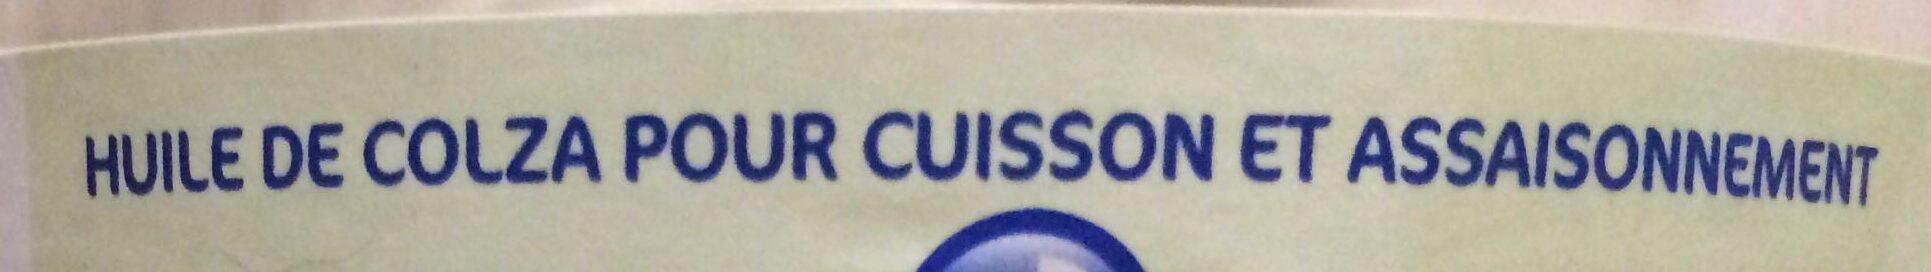 HUILE DE COLZA POUR CUISSON ET ASSAISONNEMENT